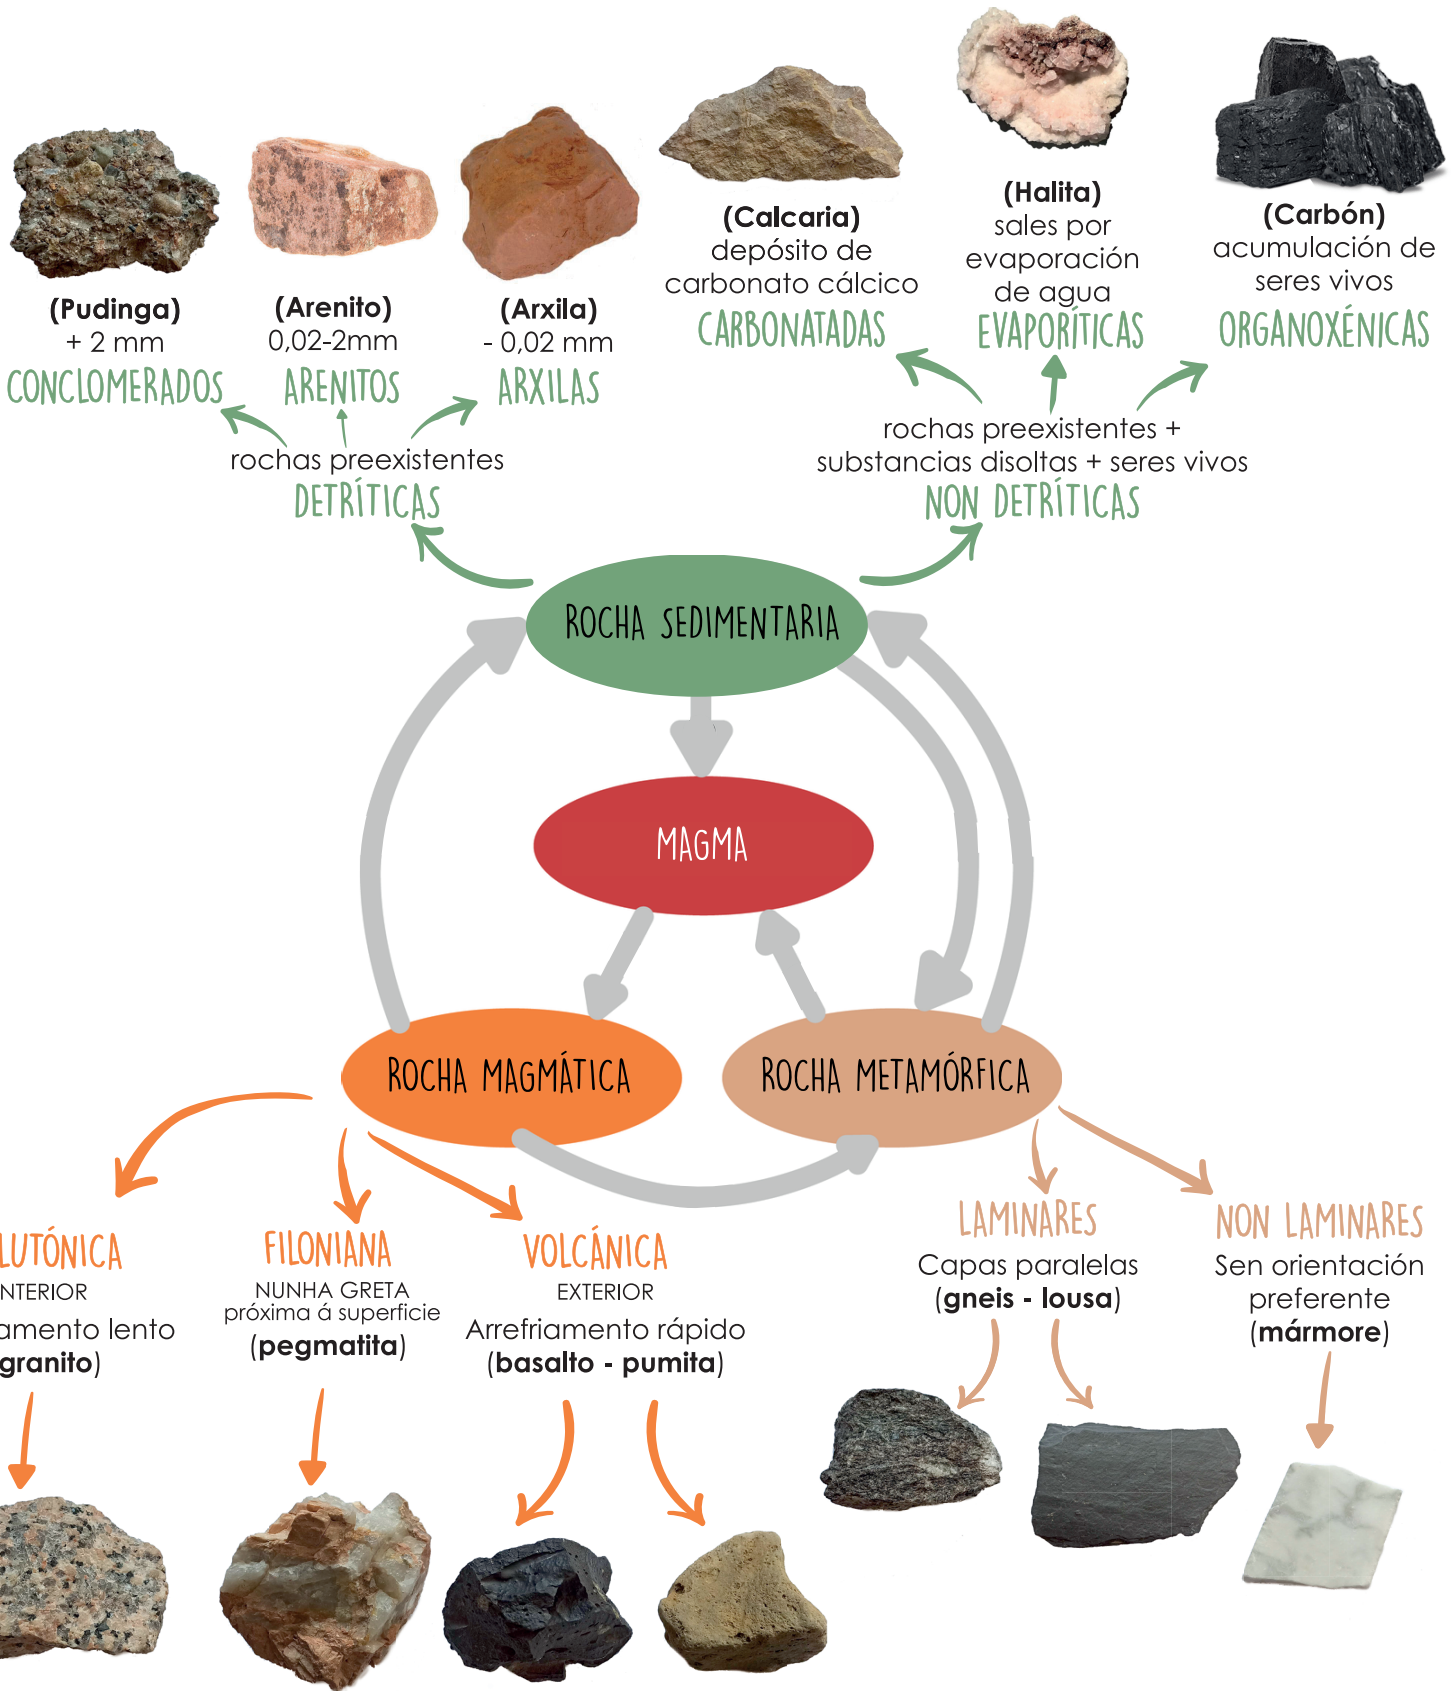 (Pudinga)
+ 2 mm
CONCLOMERADOS
(Arenito)
0,02-2mm
ARENITOS
(Arxila)
- 0,02 mm
ARXILAS
(Calcaria)
depósito de
carbonato cálcico
CARBONATADAS
(Halita)
sales por
evaporación
de agua
EVAPORÍTICAS
(Carbón)
acumulación de
seres vivos
ORGANOXÉNICAS
rochas preexistentes
DETRÍTICAS
rochas preexistentes +
substancias disoltas + seres vivos
NON DETRÍTICAS
ROCHA SEDIMENTARIA
MAGMA
ROCHA MAGMÁTICA
ROCHA METAMÓRFICA
LUTÓNICA
NTERIOR
amento lento
granito)
FILONIANA
NUNHA GRETA
próxima á superficie
(pegmatita)
VOLCÁNICA
EXTERIOR
Arrefriamento rápido
(basalto - pumita)
LAMINARES
Capas paralelas
(gneis - lousa)
NON LAMINARES
Sen orientación
preferente
(mármore)